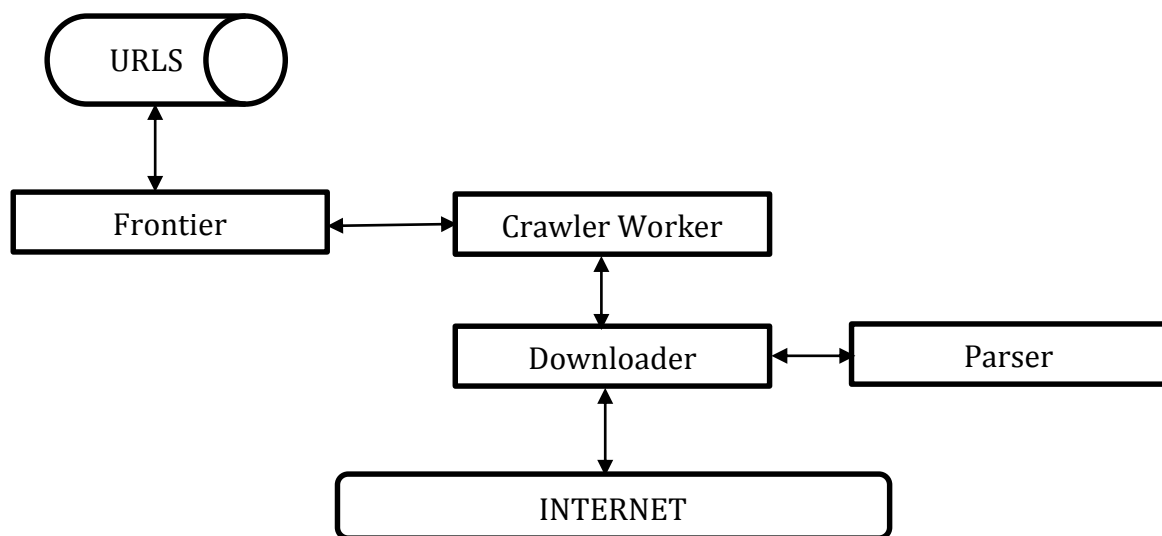 URLS
Frontier
Crawler Worker
Downloader
Parser
INTERNET